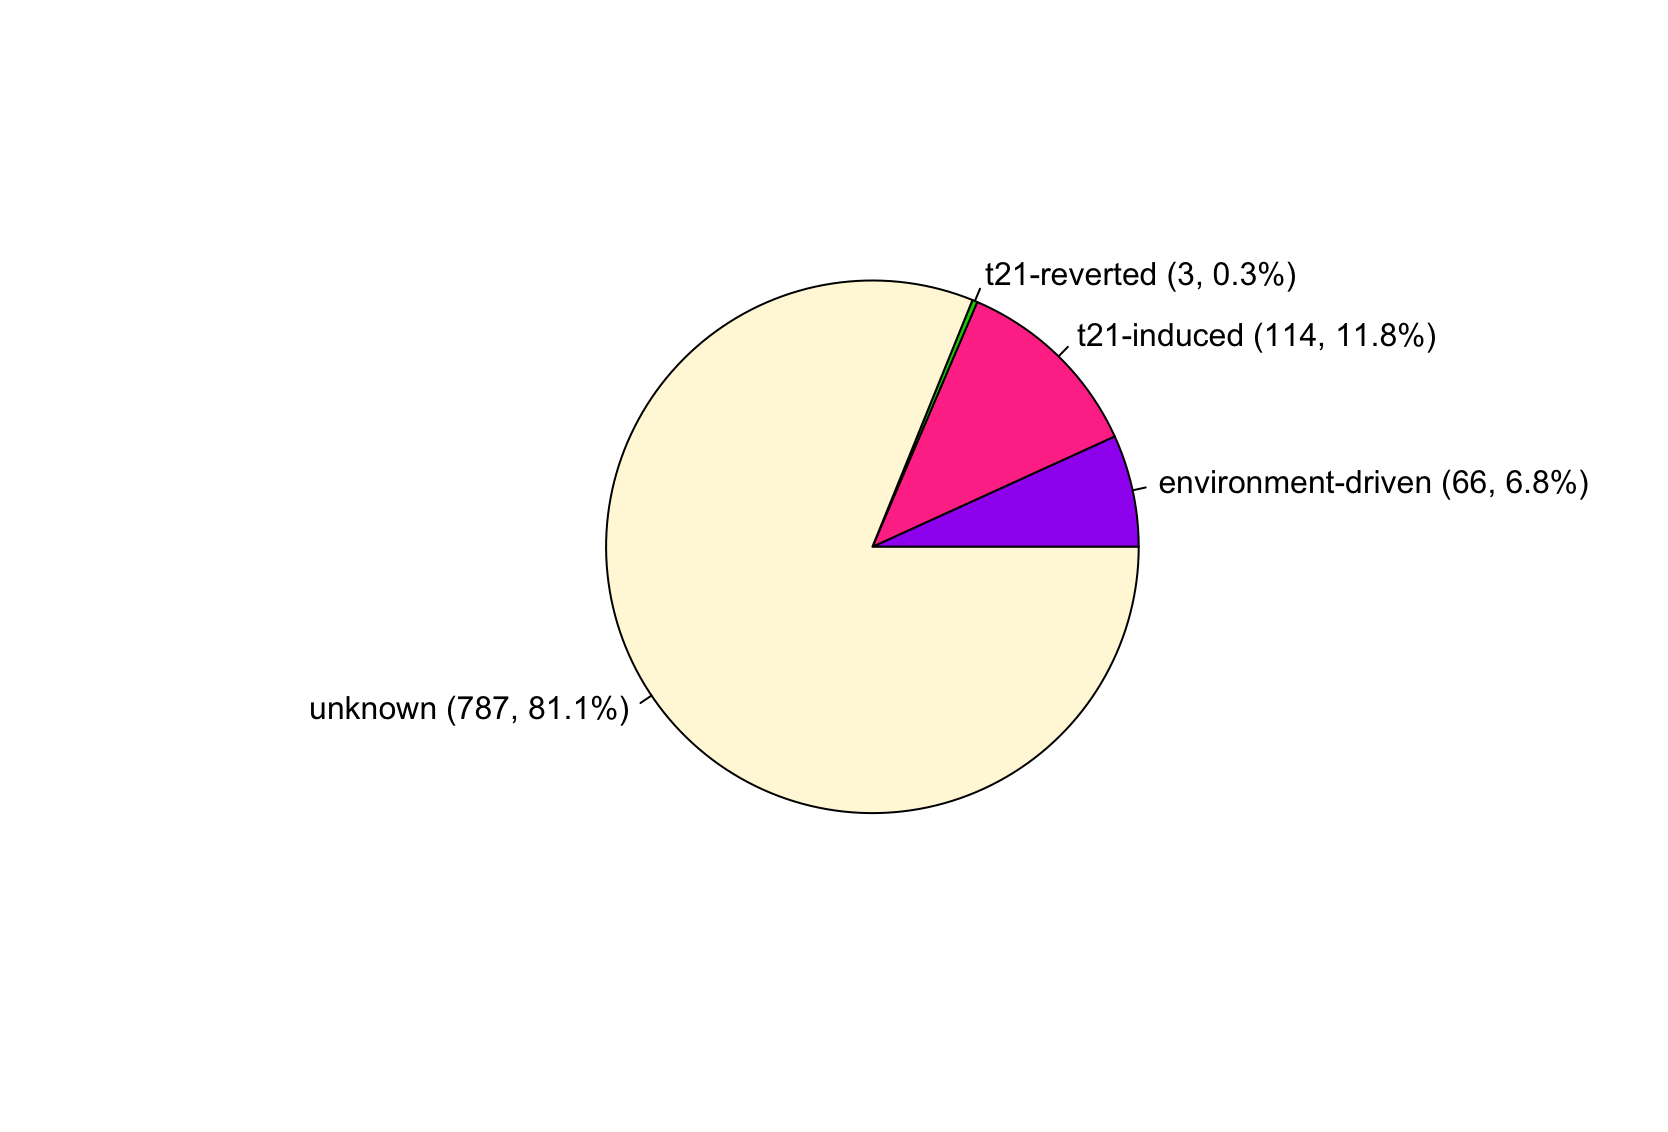 t21-reverted (3, 0.3%)
t21-induced (114, 11.8%)
environment-driven (66, 6.8%)
unknown (787, 81.1%)